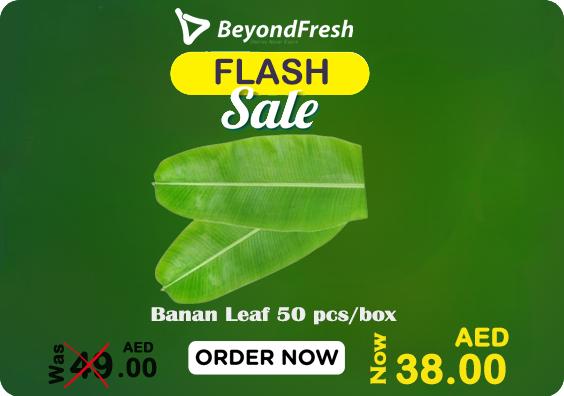 BeyondFresh
FLASH
Sale
Banan Leaf 50 pcs/box
Was 49.00 AED
ORDER NOW
Now 38.00 AED